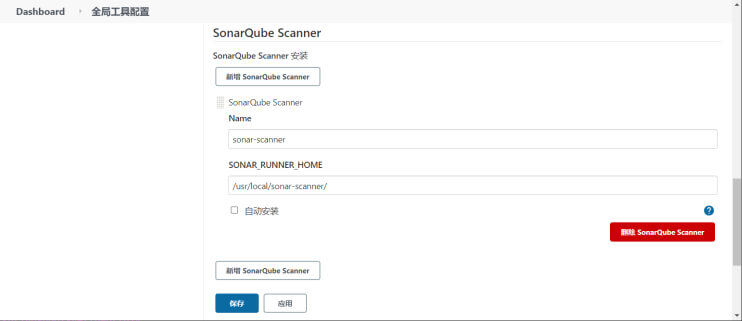 Dashboard
全局工具配置
SonarQube Scanner
SonarQube Scanner 安装
新增 SonarQube Scanner
SonarQube Scanner
Name
sonar-scanner
SONAR_RUNNER_HOME
/usr/local/sonar-scanner/
自动安装
?
删除 SonarQube Scanner
新增 SonarQube Scanner
保存
应用